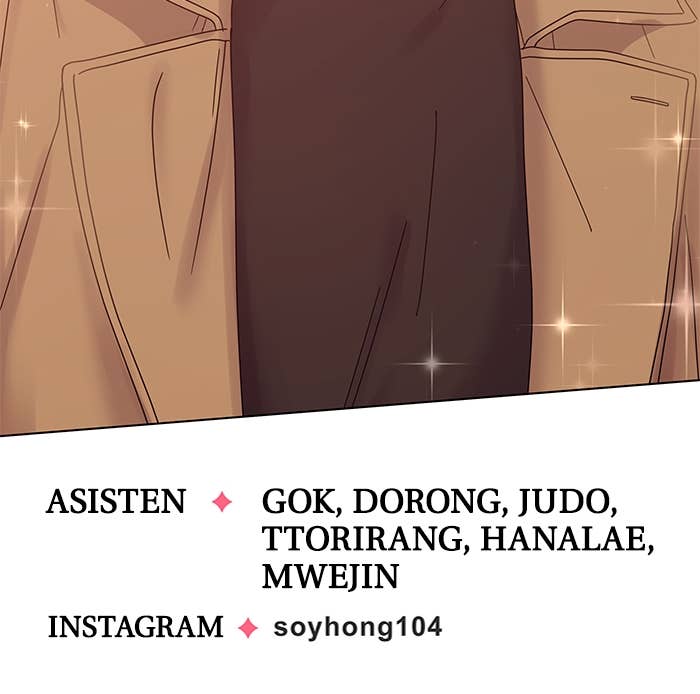 ASISTEN ✦ GOK, DORONG, JUDO,
TTORIRANG, HANALAE,
MWEJIN
INSTAGRAM ✦ soyhong104